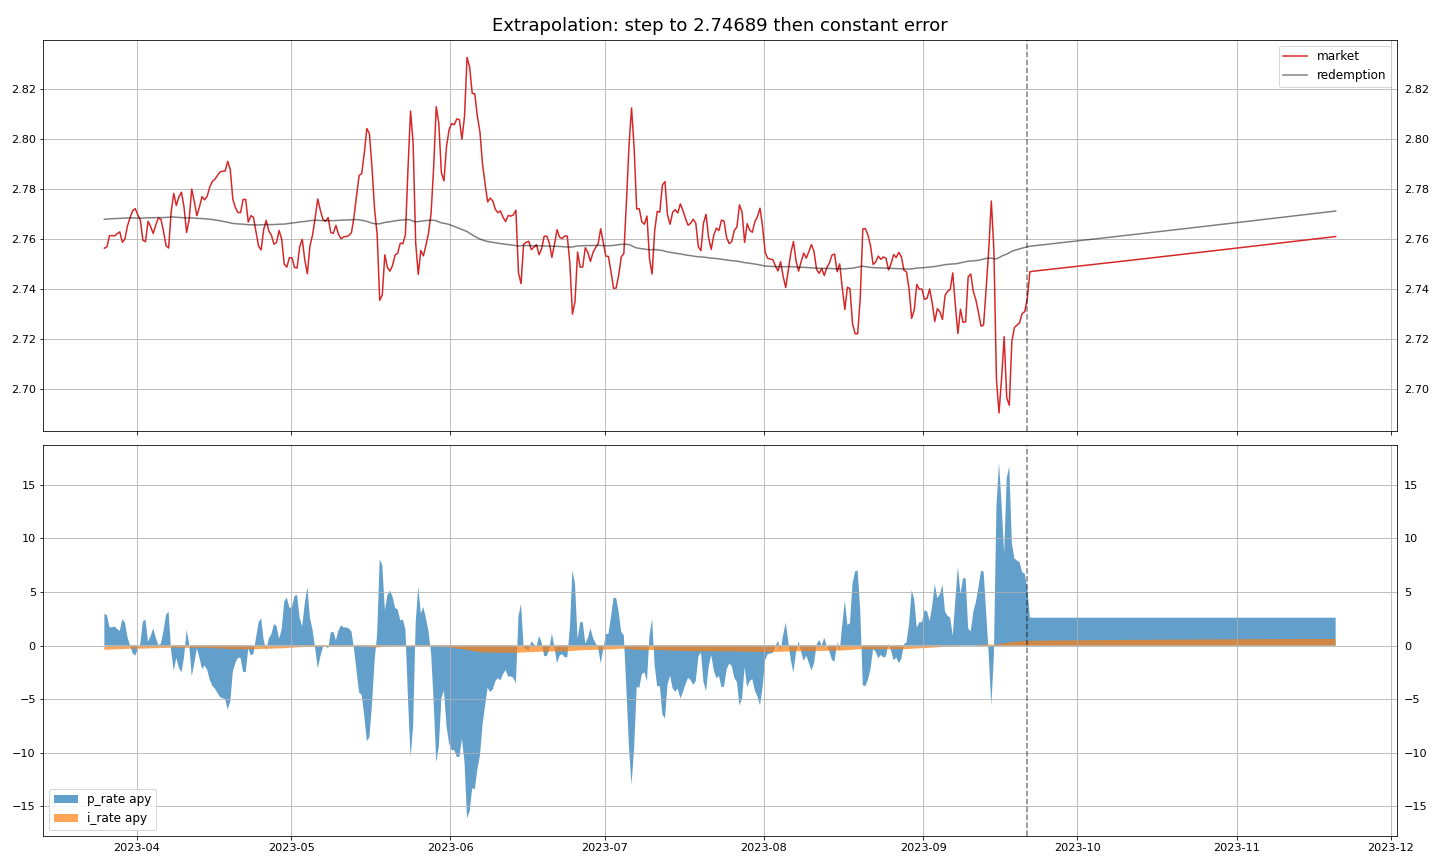 Extrapolation: step to 2.74689 then constant error
market
redemption
2.82 2.82
2.80 2.80
2.78 2.78
2.76 2.76
2.74 2.74
2.72 2.72
2.70 2.70
15 15
10 10
5 5
0 0
−5 −5
−10 −10
−15 −15
p_rate apy
i_rate apy
2023-04 2023-05 2023-06 2023-07 2023-08 2023-09 2023-10 2023-11 2023-12